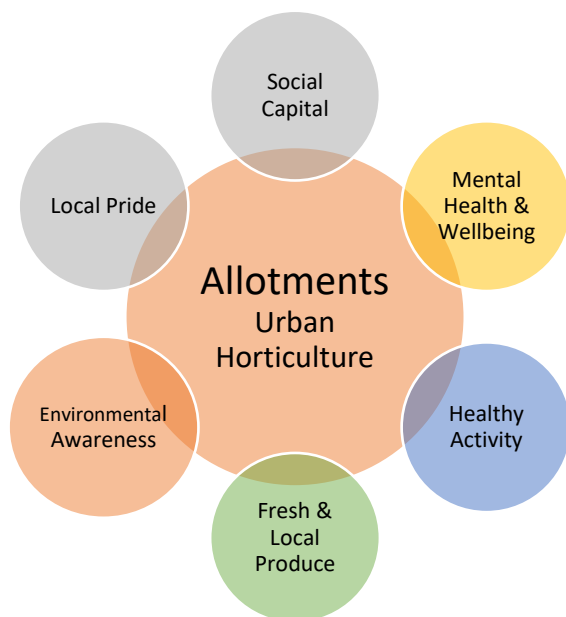 Social
Capital
Mental
Health &
Wellbeing
Local Pride
Allotments
Urban
Horticulture
Environmental
Awareness
Healthy
Activity
Fresh &
Local
Produce